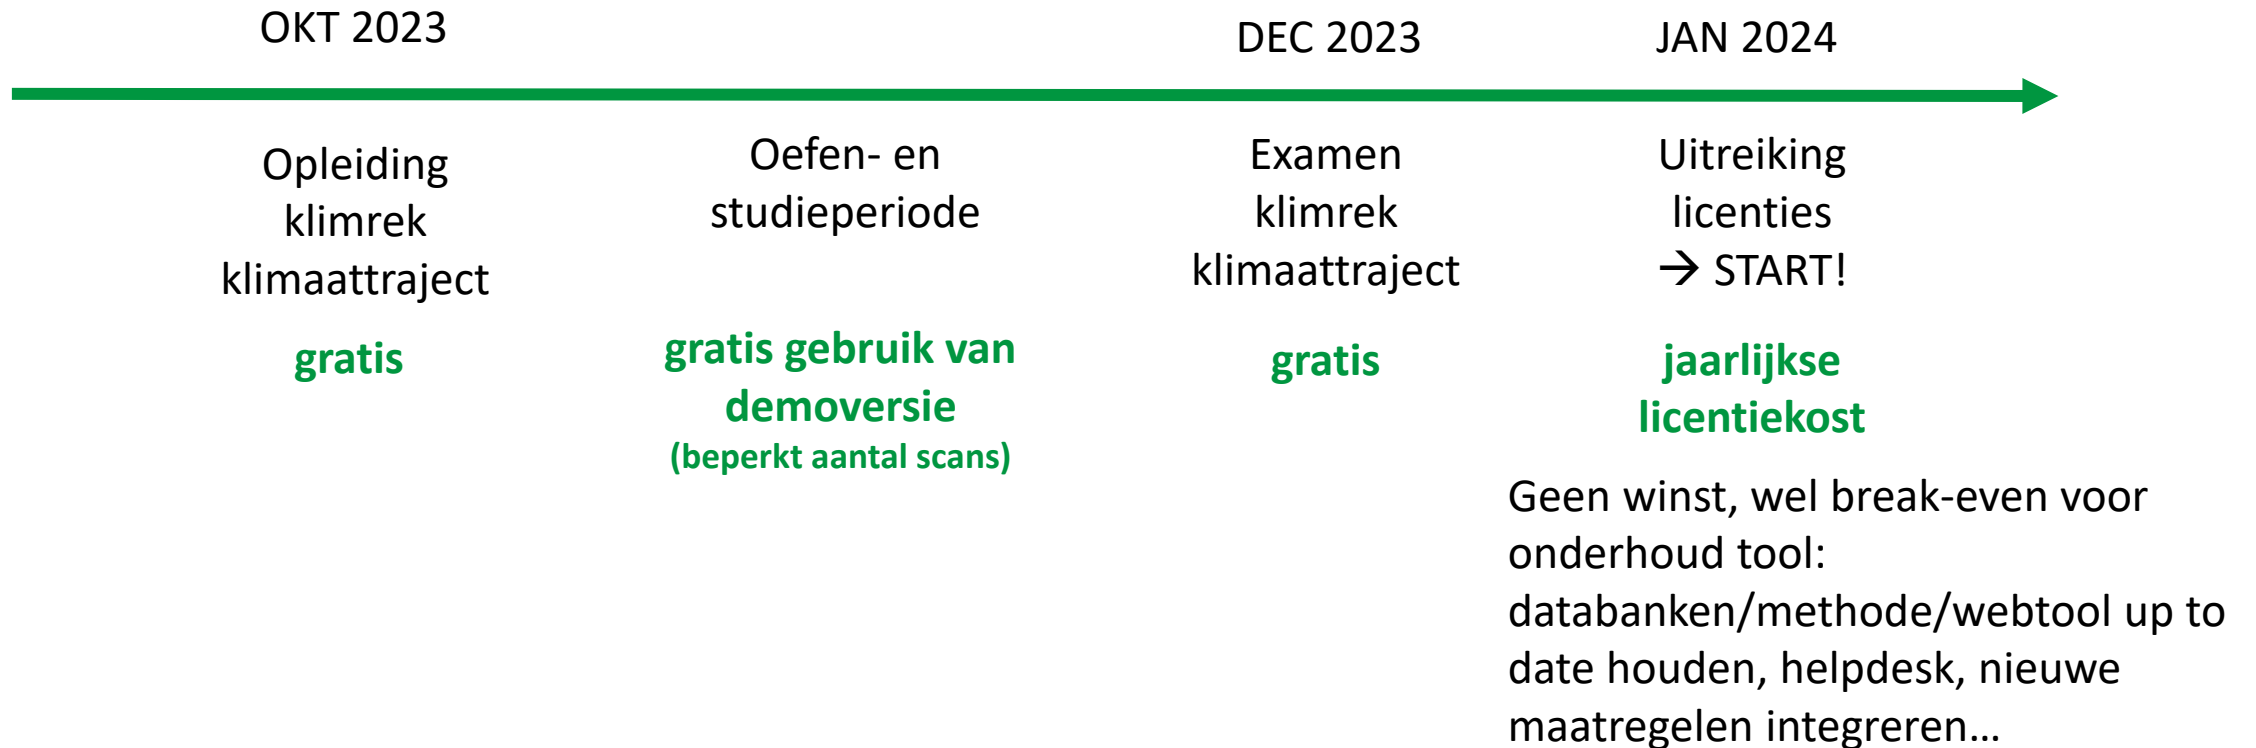 OKT 2023
DEC 2023
JAN 2024
Opleiding
klimrek
klimaattraject
gratis
Oefen- en
studieperiode
gratis gebruik van
demoversie
(beperkt aantal scans)
Examen
klimrek
klimaattraject
gratis
Uitreiking
licenties
→ START!
jaarlijkse
licentiekost
Geen winst, wel break-even voor
onderhoud tool:
databanken/methode/webtool up to
date houden, helpdesk, nieuwe
maatregelen integreren...